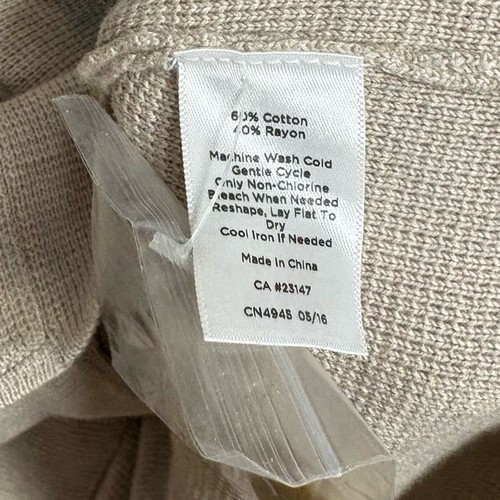 60% Cotton
40% Rayon
Machine Wash Cold
Gentle Cycle
Only Non-Chlorine
Bleach When Needed
Reshape, Lay Flat To
Dry
Cool Iron If Needed
Made In China
CA #23147
CN4945 05/16